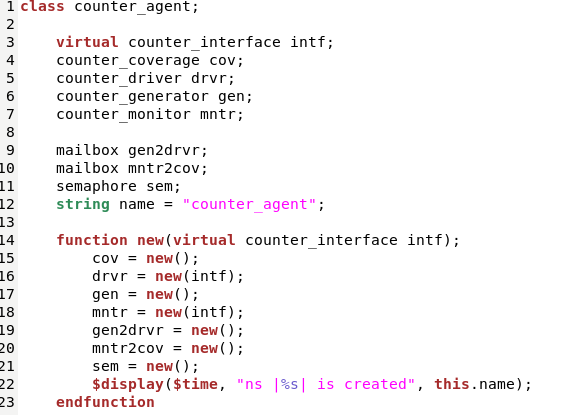 1 class counter_agent;
2
3     virtual counter_interface intf;
4     counter_coverage cov;
5     counter_driver drvr;
6     counter_generator gen;
7     counter_monitor mntr;
8
9     mailbox gen2drvr;
10     mailbox mntr2cov;
11     semaphore sem;
12     string name = "counter_agent";
13
14     function new(virtual counter_interface intf);
15         cov = new();
16         drvr = new(intf);
17         gen = new();
18         mntr = new(intf);
19         gen2drvr = new();
20         mntr2cov = new();
21         sem = new();
22         $display($time, "ns |%s| is created", this.name);
23     endfunction